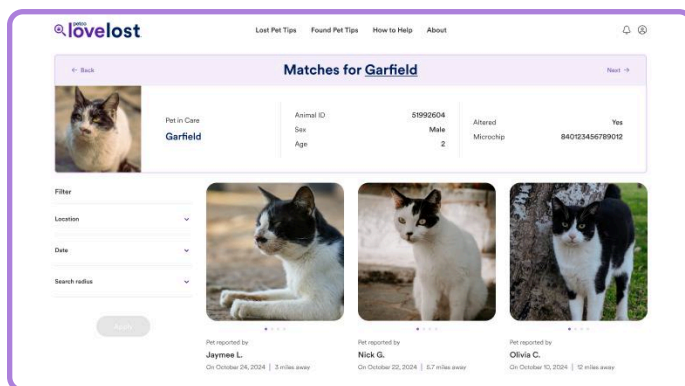 petco
lovelost
Lost Pet Tips Found Pet Tips How to Help About
← Back
Matches for Garfield
Next →
Pet in Care
Garfield
Animal ID 51992604
Sex Male
Age 2
Altered Yes
Microchip 840123456789012
Filter
Location
Date
Search radius
Apply
Pet reported by
Jaymee L.
On October 24, 2024 | 3 miles away
Pet reported by
Nick G.
On October 22, 2024 | 5.7 miles away
Pet reported by
Olivia C.
On October 10, 2024 | 12 miles away